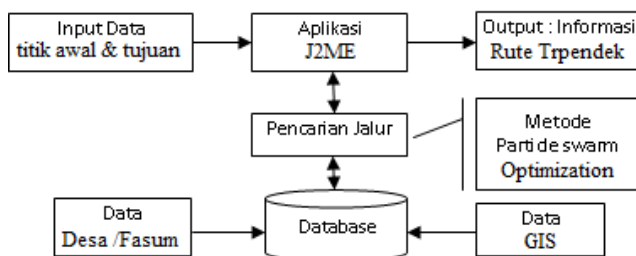 Input Data
titik awal & tujuan
Aplikasi
J2ME
Output : Informasi
Rute Trpendek
Pencarian Jalur
Metode
Particle swarm
Optimization
Data
Desa /Fasum
Database
Data
GIS